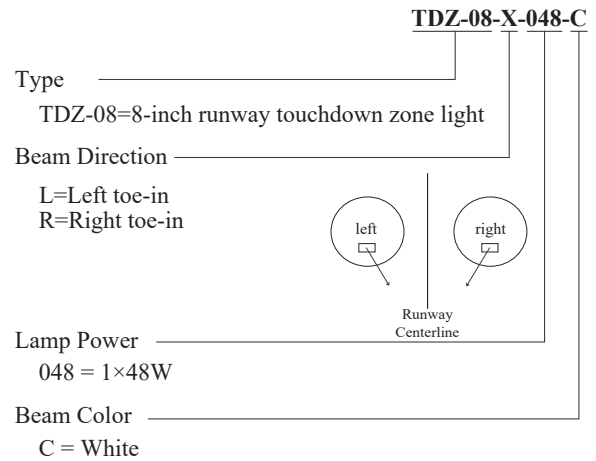 TDZ-08-X-048-C
Type
TDZ-08=8-inch runway touchdown zone light
Beam Direction
L=Left toe-in
R=Right toe-in
left
right
Runway
Centerline
Lamp Power
048 = 1×48W
Beam Color
C = White